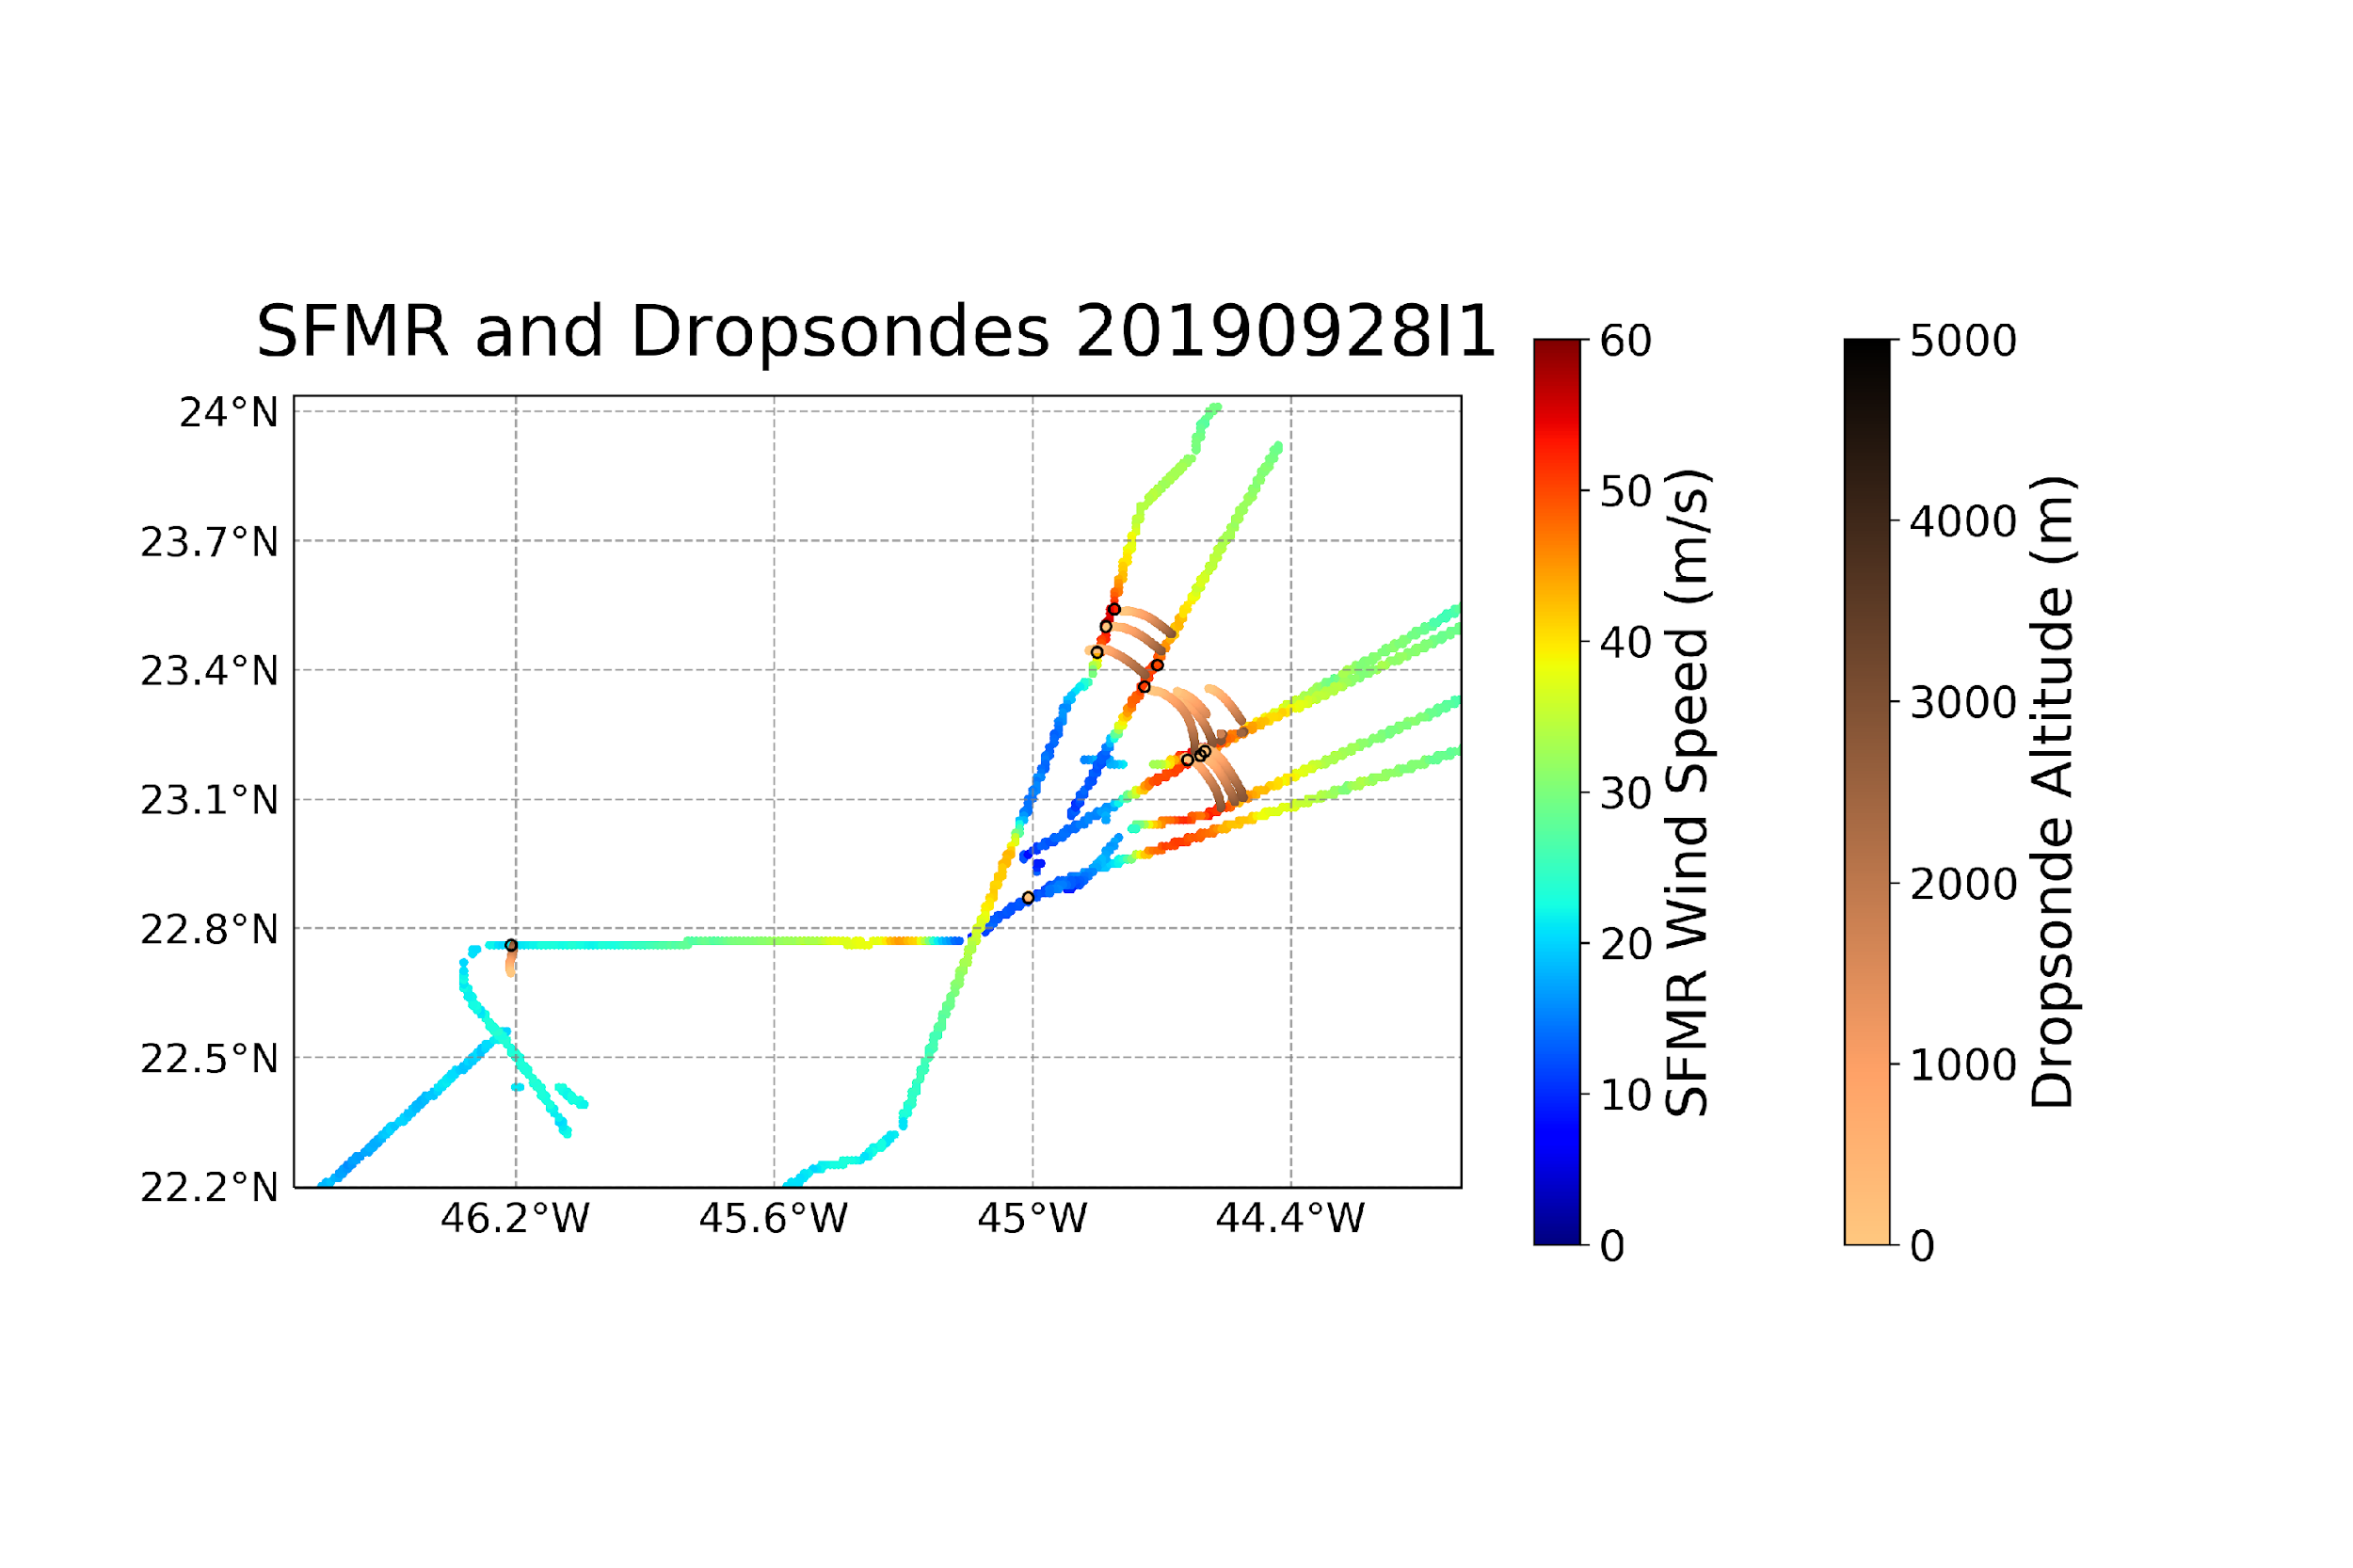 SFMR and Dropsondes 20190928I1
24°N
23.7°N
23.4°N
23.1°N
22.8°N
22.5°N
22.2°N
46.2°W
45.6°W
45°W
44.4°W
60
50
40
30
20
10
0
SFMR Wind Speed (m/s)
5000
4000
3000
2000
1000
0
Dropsonde Altitude (m)